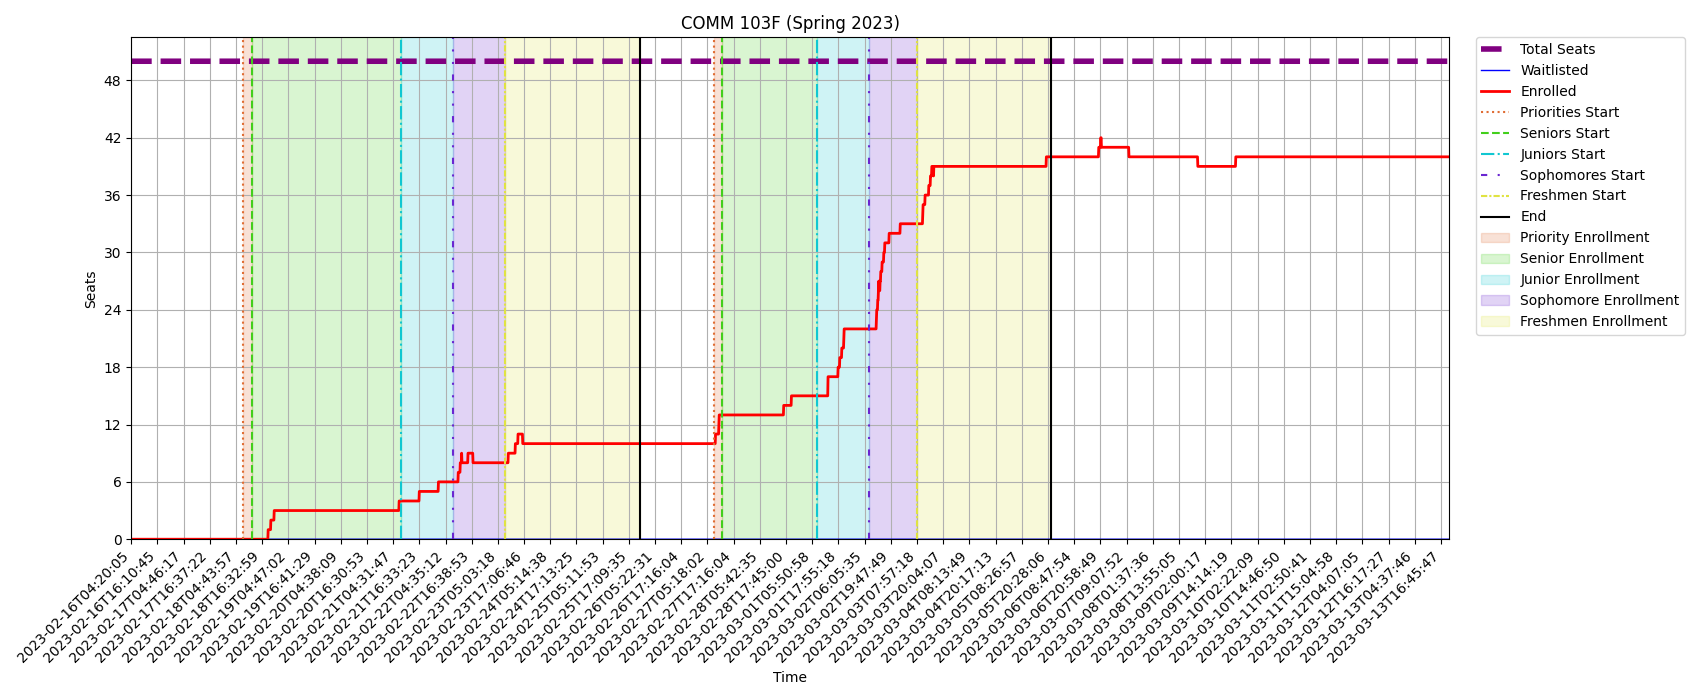 COMM 103F (Spring 2023)
Total Seats
Waitlisted
Enrolled
Priorities Start
Seniors Start
Juniors Start
Sophomores Start
Freshmen Start
End
Priority Enrollment
Senior Enrollment
Junior Enrollment
Sophomore Enrollment
Freshmen Enrollment
Seats
48
42
36
30
24
18
12
6
0
2023-02-16T04:20:05
2023-02-16T16:10:45
2023-02-17T04:46:17
2023-02-17T16:37:22
2023-02-18T04:43:57
2023-02-18T16:32:59
2023-02-19T04:47:02
2023-02-19T16:41:29
2023-02-20T04:38:09
2023-02-20T16:30:53
2023-02-21T04:31:47
2023-02-21T16:33:23
2023-02-22T04:35:12
2023-02-22T16:38:53
2023-02-23T05:03:18
2023-02-23T17:06:46
2023-02-24T05:14:38
2023-02-24T17:13:25
2023-02-25T05:11:53
2023-02-25T17:09:35
2023-02-26T05:22:31
2023-02-26T17:16:04
2023-02-27T05:18:02
2023-02-27T17:16:04
2023-02-28T05:42:35
2023-02-28T17:45:00
2023-03-01T05:50:58
2023-03-01T17:55:18
2023-03-02T06:05:35
2023-03-02T19:47:49
2023-03-03T07:57:18
2023-03-03T20:04:07
2023-03-04T08:13:49
2023-03-04T20:17:13
2023-03-05T08:26:57
2023-03-05T20:28:06
2023-03-06T08:47:54
2023-03-06T20:58:49
2023-03-07T09:07:52
2023-03-08T01:37:36
2023-03-08T13:55:05
2023-03-09T02:00:17
2023-03-09T14:14:19
2023-03-10T02:22:09
2023-03-10T14:46:50
2023-03-11T02:50:41
2023-03-11T15:04:58
2023-03-12T04:07:05
2023-03-12T16:17:27
2023-03-13T04:37:46
2023-03-13T16:45:47
Time